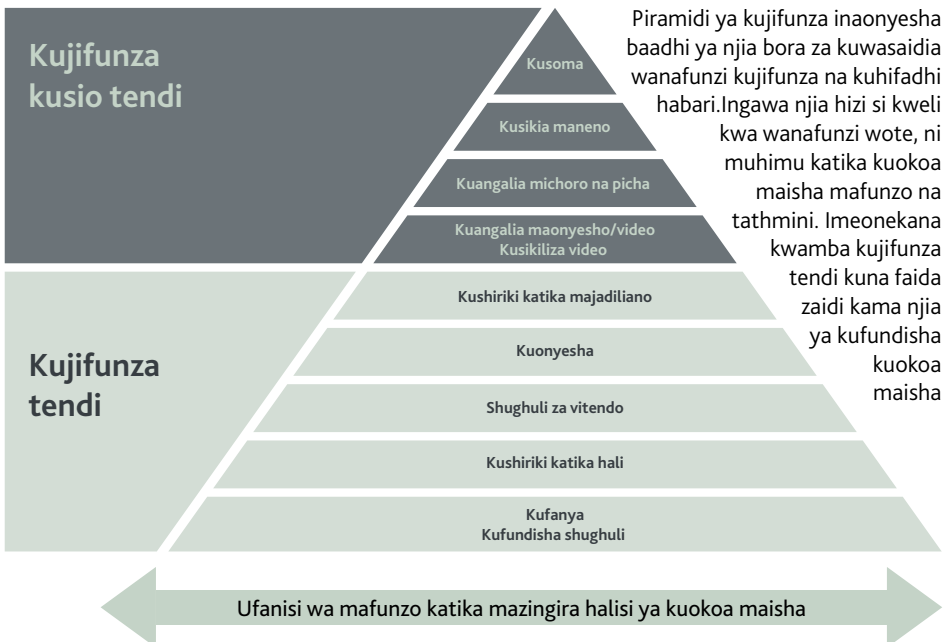 Kujifunza
kusio tendi
Kusoma
Kusikia maneno
Kuangalia michoro na picha
Kuangalia maonyesho/video
Kusikiliza video
Piramidi ya kujifunza inaonyesha
baadhi ya njia bora za kuwasaidia
wanafunzi kujifunza na kuhifadhi
habari.Ingawa njia hizi si kweli
kwa wanafunzi wote, ni
muhimu katika kuokoa
maisha mafunzo na
tathmini. Imeonekana
kwamba kujifunza
tendi kuna faida
zaidi kama njia
ya kufundisha
kuokoa
maisha
Kujifunza
tendi
Kushiriki katika majadiliano
Kuonyesha
Shughuli za vitendo
Kushiriki katika hali
Kufanya
Kufundisha shughuli
Ufanisi wa mafunzo katika mazingira halisi ya kuokoa maisha